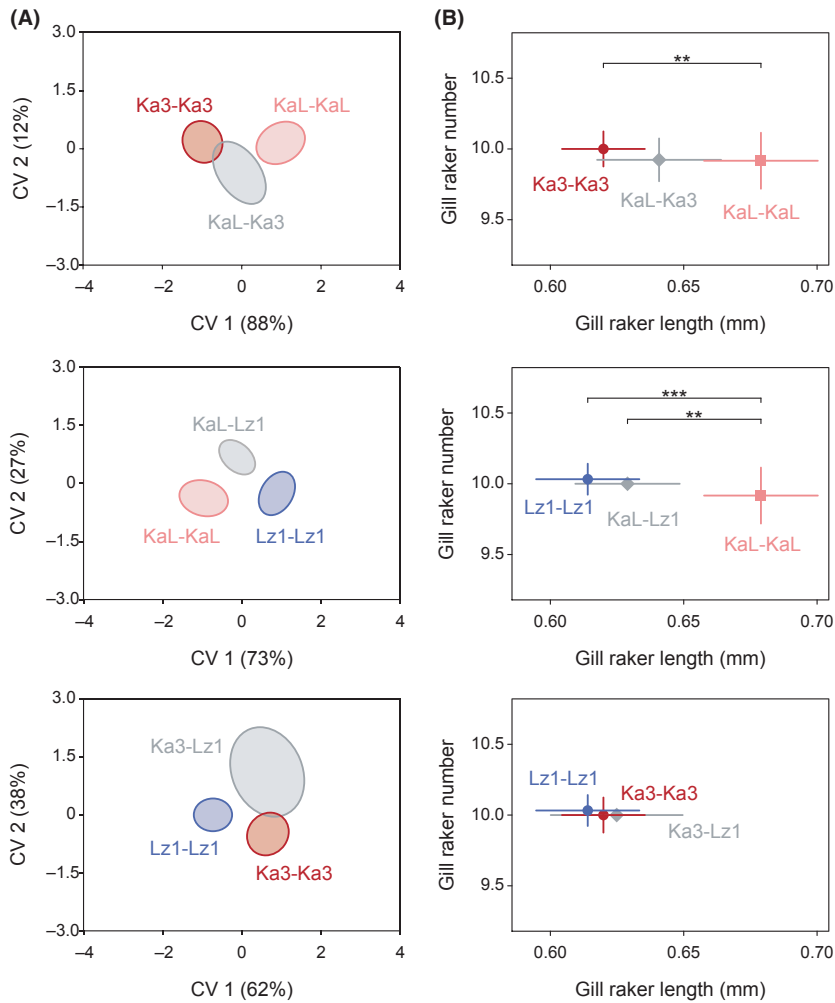 (A)
(B)
3.0
1.5
0
–1.5
–3.0
CV 2 (12%)
Ka3-Ka3
KaL-KaL
KaL-Ka3
–4
–2
0
2
4
CV 1 (88%)
10.5
10.0
9.5
Gill raker number
**
Ka3-Ka3
KaL-Ka3
KaL-KaL
0.60
0.65
0.70
Gill raker length (mm)
3.0
1.5
0
–1.5
–3.0
CV 2 (27%)
KaL-Lz1
KaL-KaL
Lz1-Lz1
–4
–2
0
2
4
CV 1 (73%)
10.5
10.0
9.5
Gill raker number
***
**
Lz1-Lz1
KaL-Lz1
KaL-KaL
0.60
0.65
0.70
Gill raker length (mm)
3.0
1.5
0
–1.5
–3.0
CV 2 (38%)
Ka3-Lz1
Lz1-Lz1
Ka3-Ka3
–4
–2
0
2
4
CV 1 (62%)
10.5
10.0
9.5
Gill raker number
Lz1-Lz1
Ka3-Ka3
Ka3-Lz1
0.60
0.65
0.70
Gill raker length (mm)